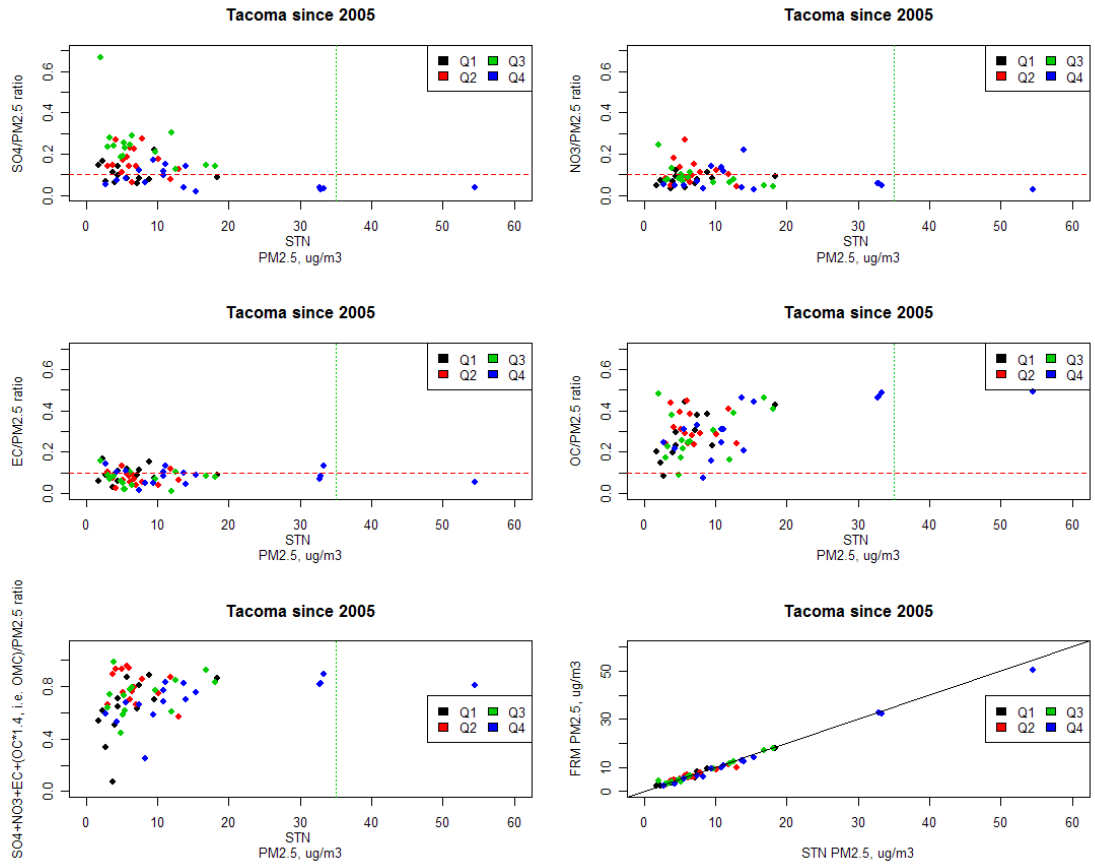 Tacoma since 2005
SO4/PM2.5 ratio
0.6
0.4
0.2
0.0
Q1 Q3
Q2 Q4
0 10 20 30 40 50 60
STN
PM2.5, ug/m3
Tacoma since 2005
NO3/PM2.5 ratio
0.6
0.4
0.2
0.0
Q1 Q3
Q2 Q4
0 10 20 30 40 50 60
STN
PM2.5, ug/m3
Tacoma since 2005
EC/PM2.5 ratio
0.6
0.4
0.2
0.0
Q1 Q3
Q2 Q4
0 10 20 30 40 50 60
STN
PM2.5, ug/m3
Tacoma since 2005
OC/PM2.5 ratio
0.6
0.4
0.2
0.0
Q1 Q3
Q2 Q4
0 10 20 30 40 50 60
STN
PM2.5, ug/m3
Tacoma since 2005
SO4+NO3+EC+(OC*1.4, i.e. OMC)/PM2.5 ratio
0.8
0.4
0.0
Q1 Q3
Q2 Q4
0 10 20 30 40 50 60
STN
PM2.5, ug/m3
Tacoma since 2005
FRM PM2.5, ug/m3
50
30
10
0
Q1 Q3
Q2 Q4
0 10 20 30 40 50 60
STN PM2.5, ug/m3